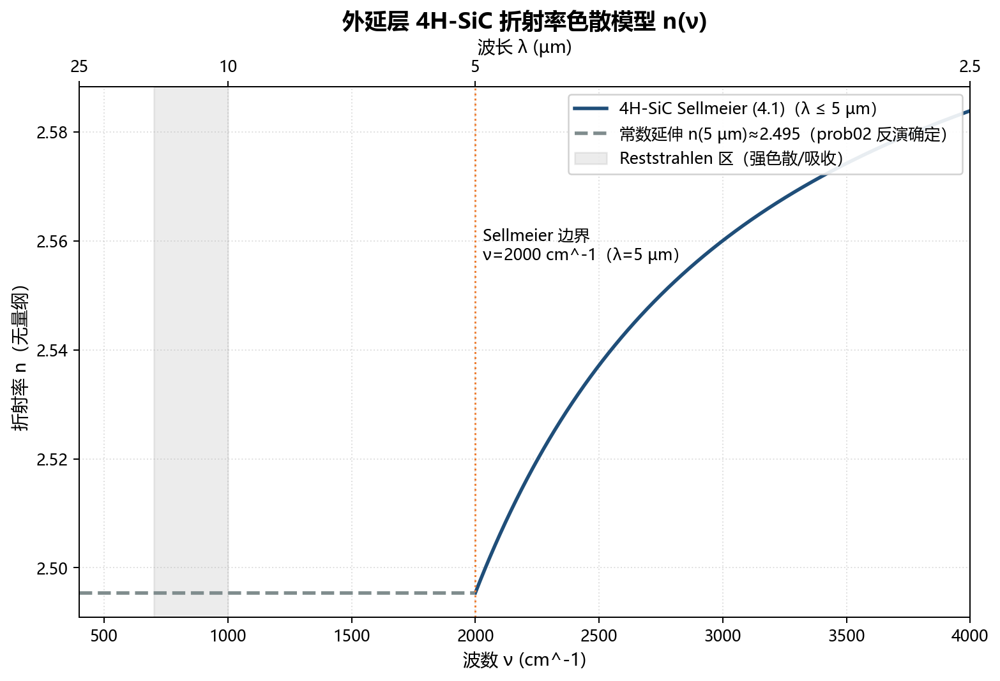 外延层 4H-SiC 折射率色散模型 n(ν)
波长 λ (μm)
25 10 5 2.5
4H-SiC Sellmeier (4.1)（λ ≤ 5 μm）
常数延伸 n(5 μm)≈2.495（prob02 反演确定）
Reststrahlen 区（强色散/吸收）
Sellmeier 边界
ν=2000 cm^-1（λ=5 μm）
折射率 n（无量纲）
2.58
2.56
2.54
2.52
2.50
500 1000 1500 2000 2500 3000 3500 4000
波数 ν (cm^-1)